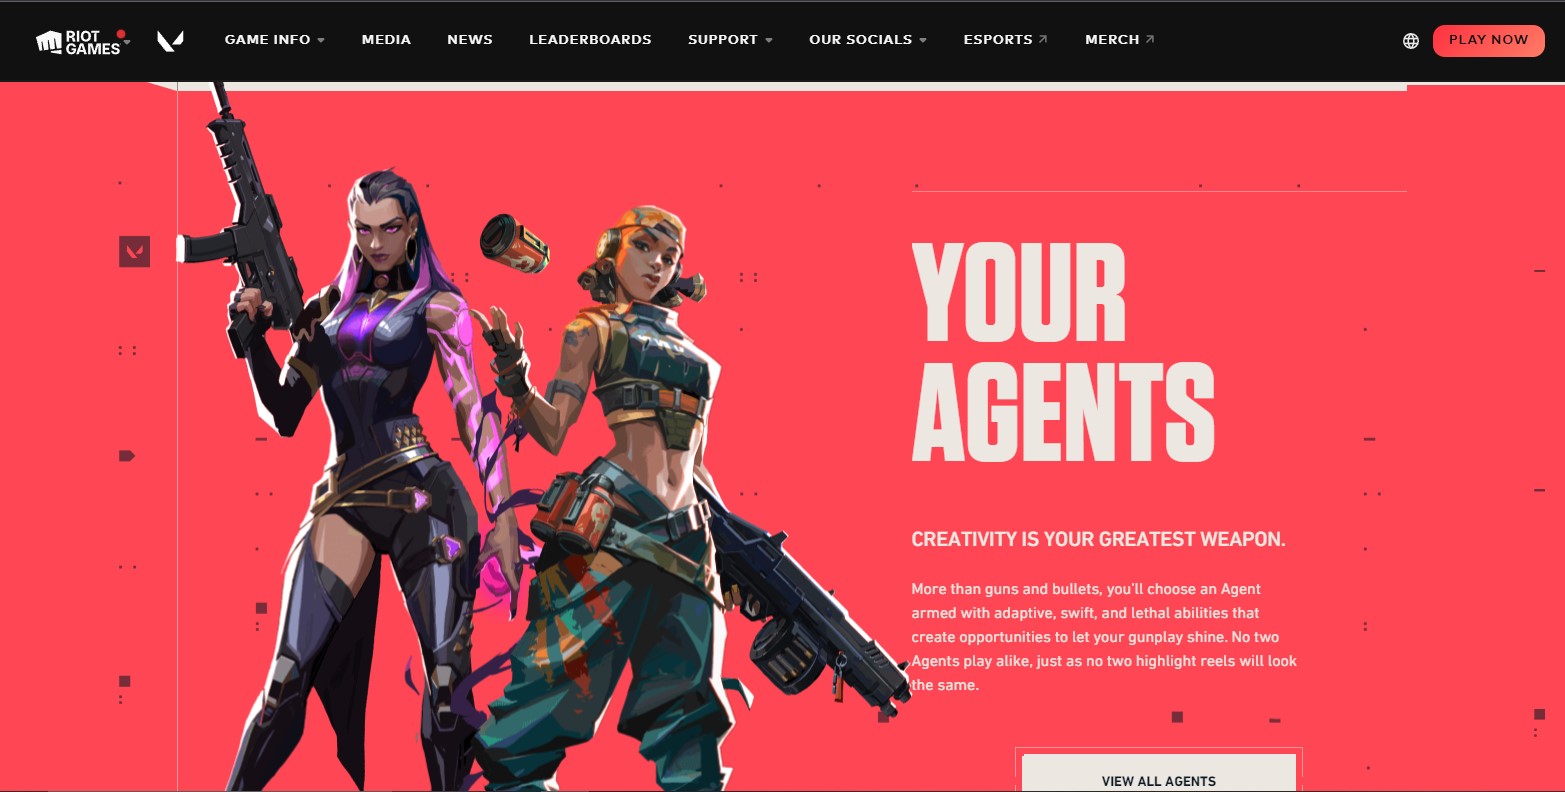 RIOT
GAMES
GAME INFO
MEDIA
NEWS
LEADERBOARDS
SUPPORT
OUR SOCIALS
ESPORTS
MERCH
PLAY NOW
YOUR
AGENTS
CREATIVITY IS YOUR GREATEST WEAPON.
More than guns and bullets, you'll choose an Agent
armed with adaptive, swift, and lethal abilities that
create opportunities to let your gunplay shine. No two
Agents play alike, just as no two highlight reels will look
the same.
VIEW ALL AGENTS